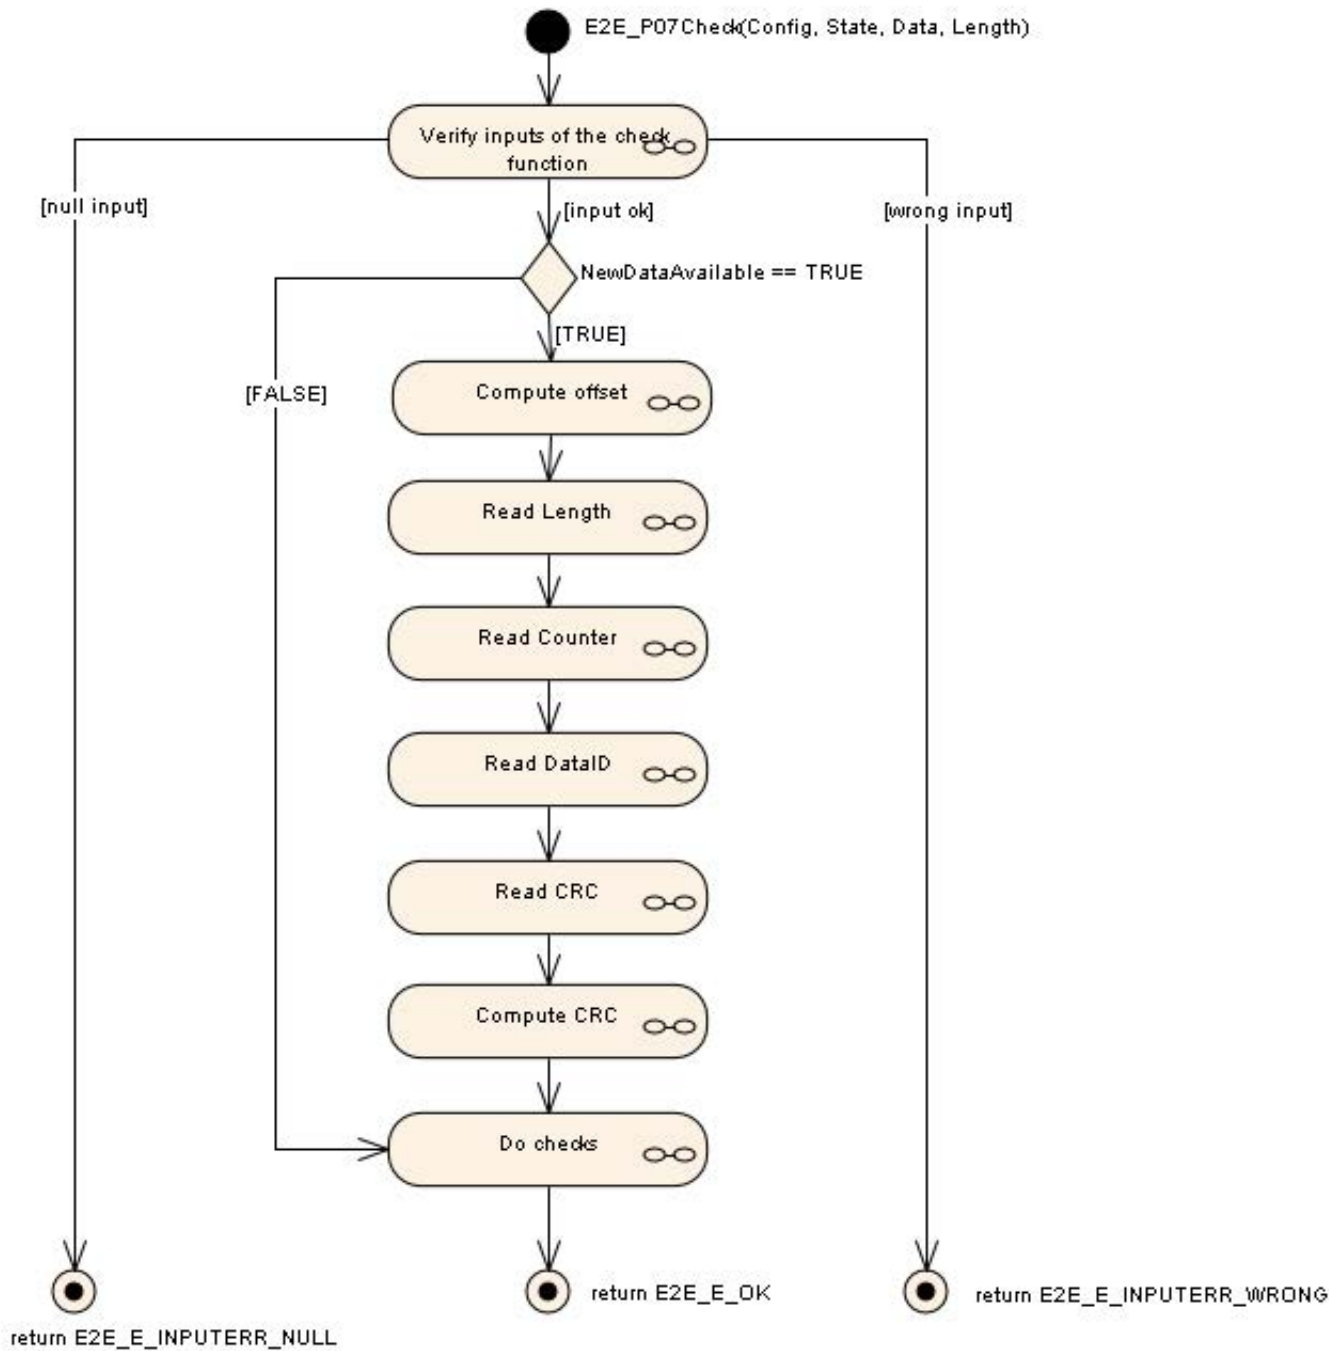 E2E_P07Check(Config, State, Data, Length)
Verify inputs of the check
function
[null input]
[input ok]
[wrong input]
NewDataAvailable == TRUE
[TRUE]
[FALSE]
Compute offset
Read Length
Read Counter
Read DataID
Read CRC
Compute CRC
Do checks
return E2E_E_OK
return E2E_E_INPUTERR_WRONG
return E2E_E_INPUTERR_NULL